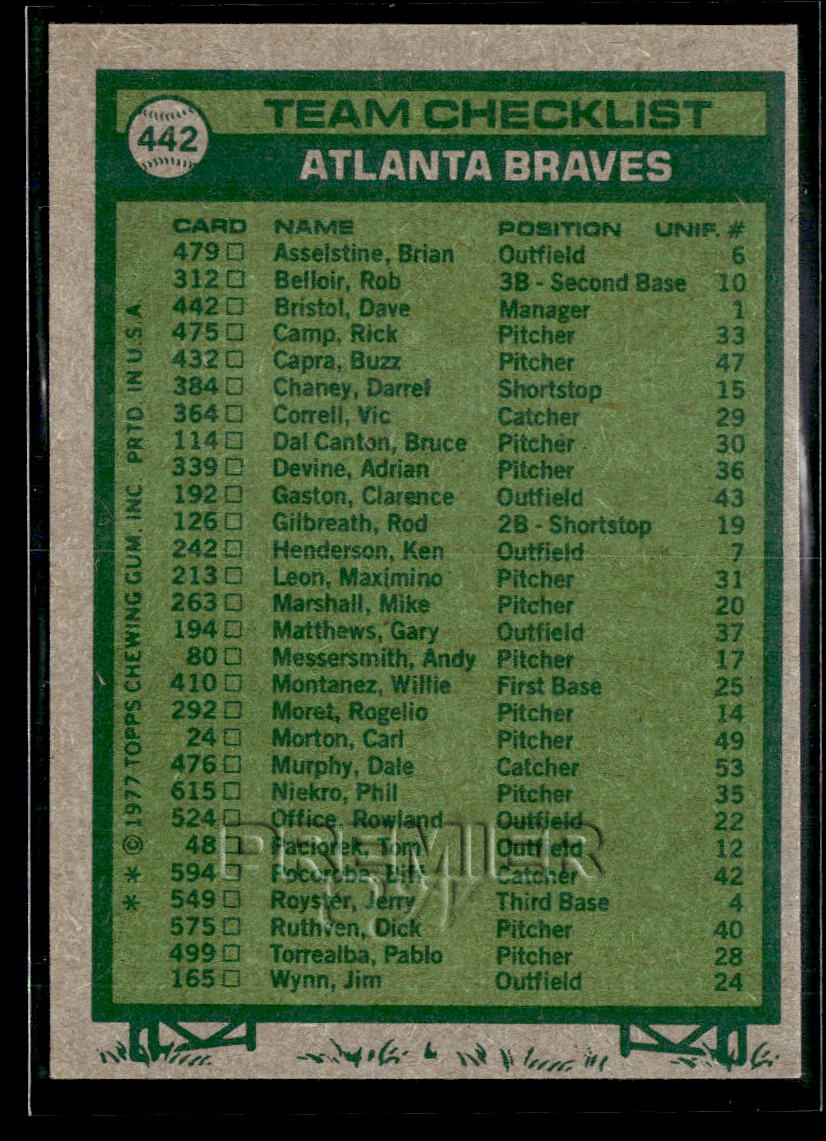 442
TEAM CHECKLIST
ATLANTA BRAVES
CARD NAME POSITION UNIF. #
479 □ Asselstine, Brian Outfield 6
312 □ Belloir, Rob 3B - Second Base 10
442 □ Bristol, Dave Manager 1
475 □ Camp, Rick Pitcher 33
432 □ Capra, Buzz Pitcher 47
384 □ Chaney, Darrel Shortstop 15
364 □ Correll, Vic Catcher 29
114 □ Dal Canton, Bruce Pitcher 30
339 □ Devine, Adrian Pitcher 36
192 □ Gaston, Clarence Outfield 43
126 □ Gilbreath, Rod 2B - Shortstop 19
242 □ Henderson, Ken Outfield 7
213 □ Leon, Maximino Pitcher 31
263 □ Marshall, Mike Pitcher 20
194 □ Matthews, Gary Outfield 37
80 □ Messersmith, Andy Pitcher 17
410 □ Montanez, Willie First Base 25
292 □ Moret, Rogelio Pitcher 14
24 □ Morton, Carl Pitcher 49
476 □ Murphy, Dale Catcher 53
615 □ Niekro, Phil Pitcher 35
524 □ Office, Rowland Outfield 22
48 □ Paciorek, Tom Outfield 12
594 □ Pocoroba, Biff Catcher 42
549 □ Royster, Jerry Third Base 4
575 □ Ruthven, Dick Pitcher 40
499 □ Torrealba, Pablo Pitcher 28
165 □ Wynn, Jim Outfield 24
* * © 1977 TOPPS CHEWING GUM, INC. PRTD. IN U.S.A.
PREMIER